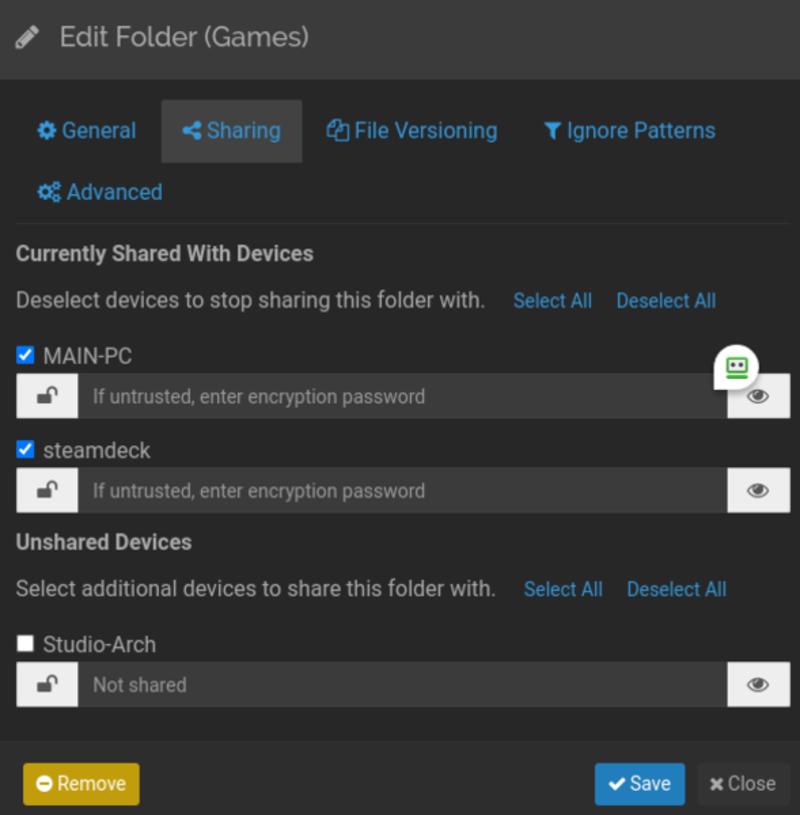 Edit Folder (Games)
General Sharing File Versioning Ignore Patterns
Advanced
Currently Shared With Devices
Deselect devices to stop sharing this folder with. Select All Deselect All
MAIN-PC
If untrusted, enter encryption password
steamdeck
If untrusted, enter encryption password
Unshared Devices
Select additional devices to share this folder with. Select All Deselect All
Studio-Arch
Not shared
Remove Save Close